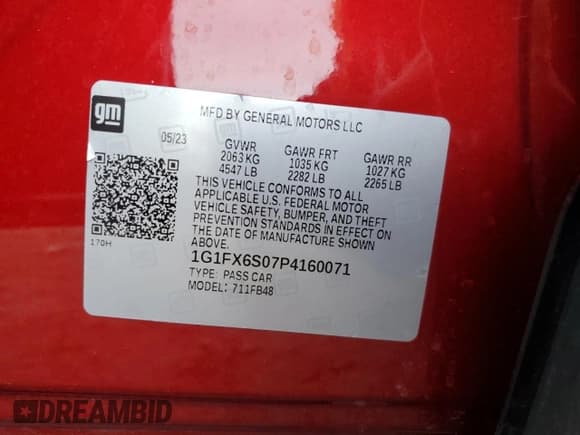 gm
MFD BY GENERAL MOTORS LLC
05/23
GVWR GAWR FRT GAWR RR
2063 KG 1035 KG 1027 KG
4547 LB 2282 LB 2265 LB
THIS VEHICLE CONFORMS TO ALL
APPLICABLE U.S. FEDERAL MOTOR
VEHICLE SAFETY, BUMPER, AND THEFT
PREVENTION STANDARDS IN EFFECT ON
THE DATE OF MANUFACTURE SHOWN
ABOVE.
170H
1G1FX6S07P4160071
TYPE: PASS CAR
MODEL: 711FB48
DREAMBID